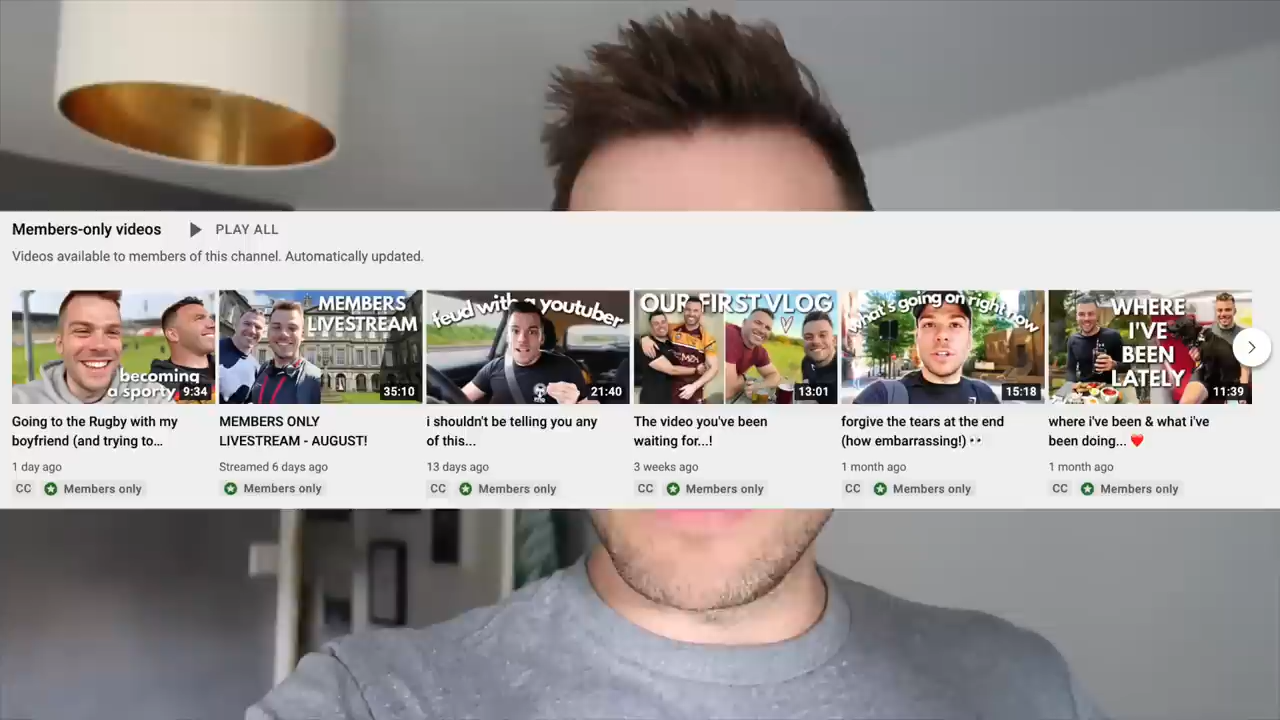 Members-only videos
PLAY ALL
Videos available to members of this channel. Automatically updated.
becoming
a sporty
9:34
MEMBERS
LIVESTREAM
35:10
feud with a youtuber
21:40
OUR FIRST VLOG
13:01
what's going on right now
15:18
WHERE
I'VE
BEEN
LATELY
11:39
Going to the Rugby with my
boyfriend (and trying to...
1 day ago
CC Members only
MEMBERS ONLY
LIVESTREAM - AUGUST!
Streamed 6 days ago
Members only
i shouldn't be telling you any
of this...
13 days ago
CC Members only
The video you've been
waiting for...!
3 weeks ago
CC Members only
forgive the tears at the end
(how embarrassing!) 👀
1 month ago
CC Members only
where i've been & what i've
been doing... ❤️
1 month ago
CC Members only